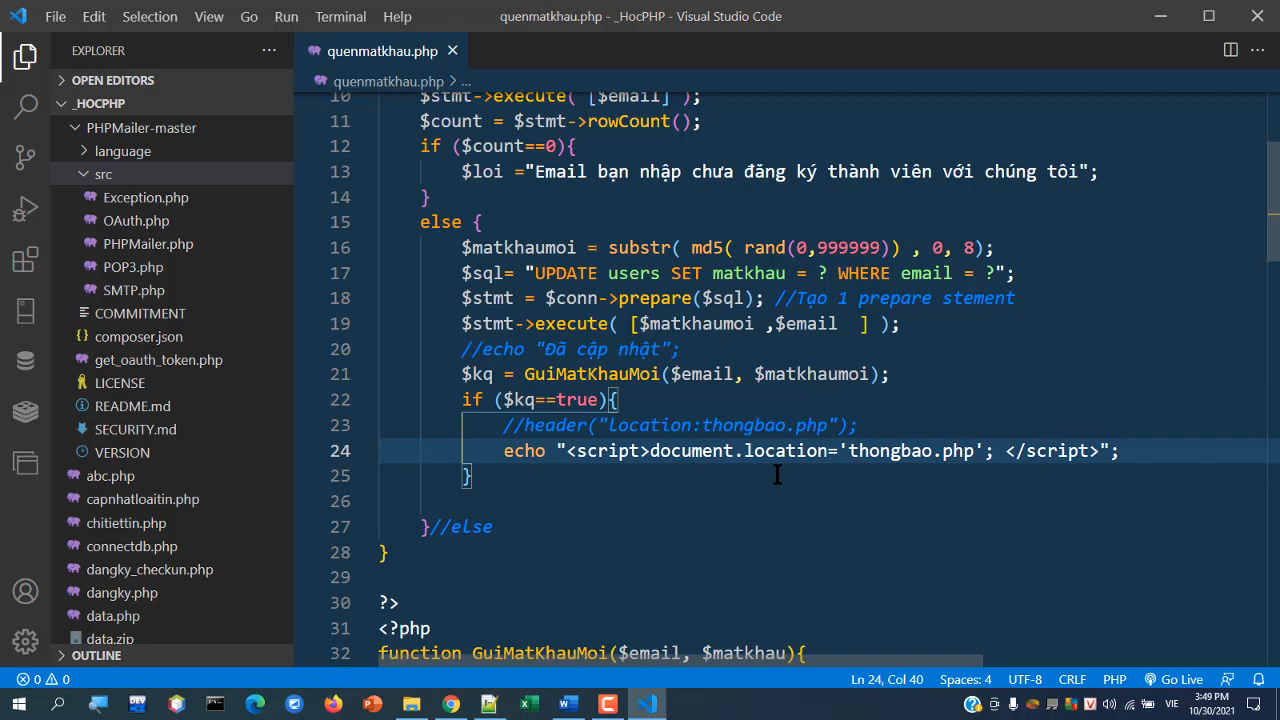 File Edit Selection View Go Run Terminal Help quenmatkhau.php - _HocPHP - Visual Studio Code
EXPLORER
OPEN EDITORS
_HOCPHP
PHPMailer-master
language
src
Exception.php
OAuth.php
PHPMailer.php
POP3.php
SMTP.php
COMMITMENT
composer.json
get_oauth_token.php
LICENSE
README.md
SECURITY.md
VERSION
abc.php
capnhatloaitin.php
chitiettin.php
connectdb.php
dangky_checkun.php
dangky.php
data.php
data.zip
OUTLINE
quenmatkhau.php
quenmatkhau.php > ...
10 $stmt->execute( [$email] );
11 $count = $stmt->rowCount();
12 if ($count==0){
13 $loi ="Email bạn nhập chưa đăng ký thành viên với chúng tôi";
14 }
15 else {
16 $matkhaumoi = substr( md5( rand(0,999999)) , 0, 8);
17 $sql= "UPDATE users SET matkhau = ? WHERE email = ?";
18 $stmt = $conn->prepare($sql); //Tạo 1 prepare stement
19 $stmt->execute( [$matkhaumoi ,$email ] );
20 //echo "Đã cập nhật";
21 $kq = GuiMatKhauMoi($email, $matkhaumoi);
22 if ($kq==true){
23 //header("location:thongbao.php");
24 echo "<script>document.location='thongbao.php'; </script>";
25 }
26
27 }//else
28 }
29
30 ?>
31 <?php
32 function GuiMatKhauMoi($email, $matkhau){
0 0 Ln 24, Col 40 Spaces: 4 UTF-8 CRLF PHP Go Live
VIE 3:49 PM
10/30/2021